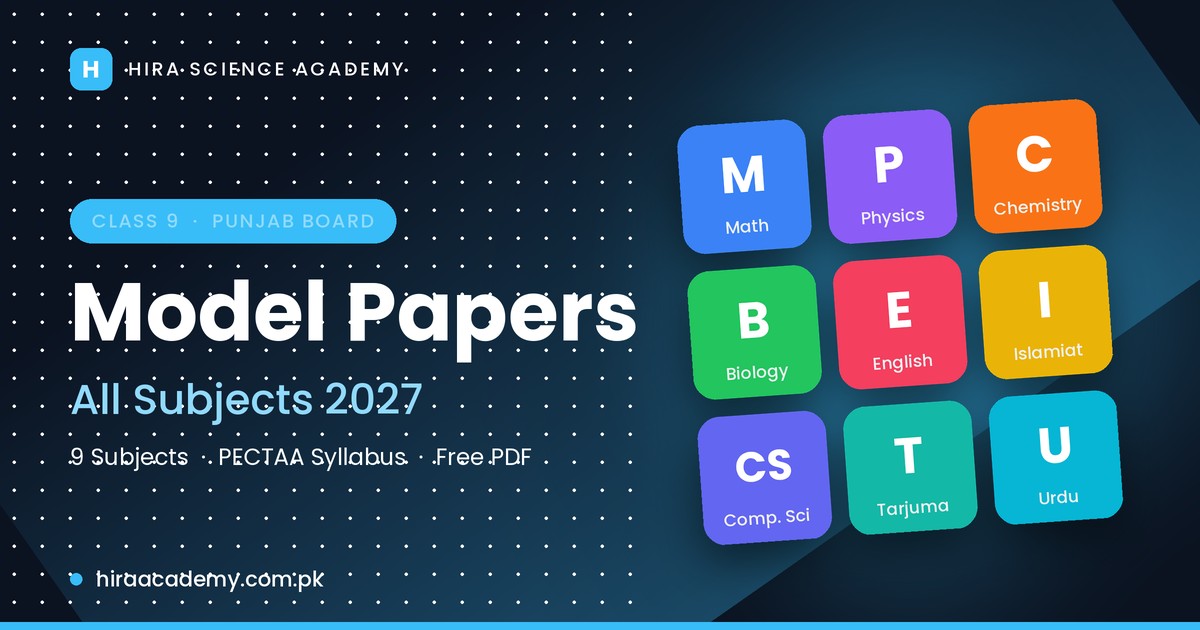 H
HIRA SCIENCE AGADEMY
CLASS 9 · PUNJAB BOARD
Model Papers
All Subjects 2027
9 Subjects · PECTAA Syllabus · Free PDF
hiraacademy.com.pk
M
Math
P
Physics
C
Chemistry
B
Biology
E
English
I
Islamiat
CS
Comp. Sci
T
Tarjuma
U
Urdu